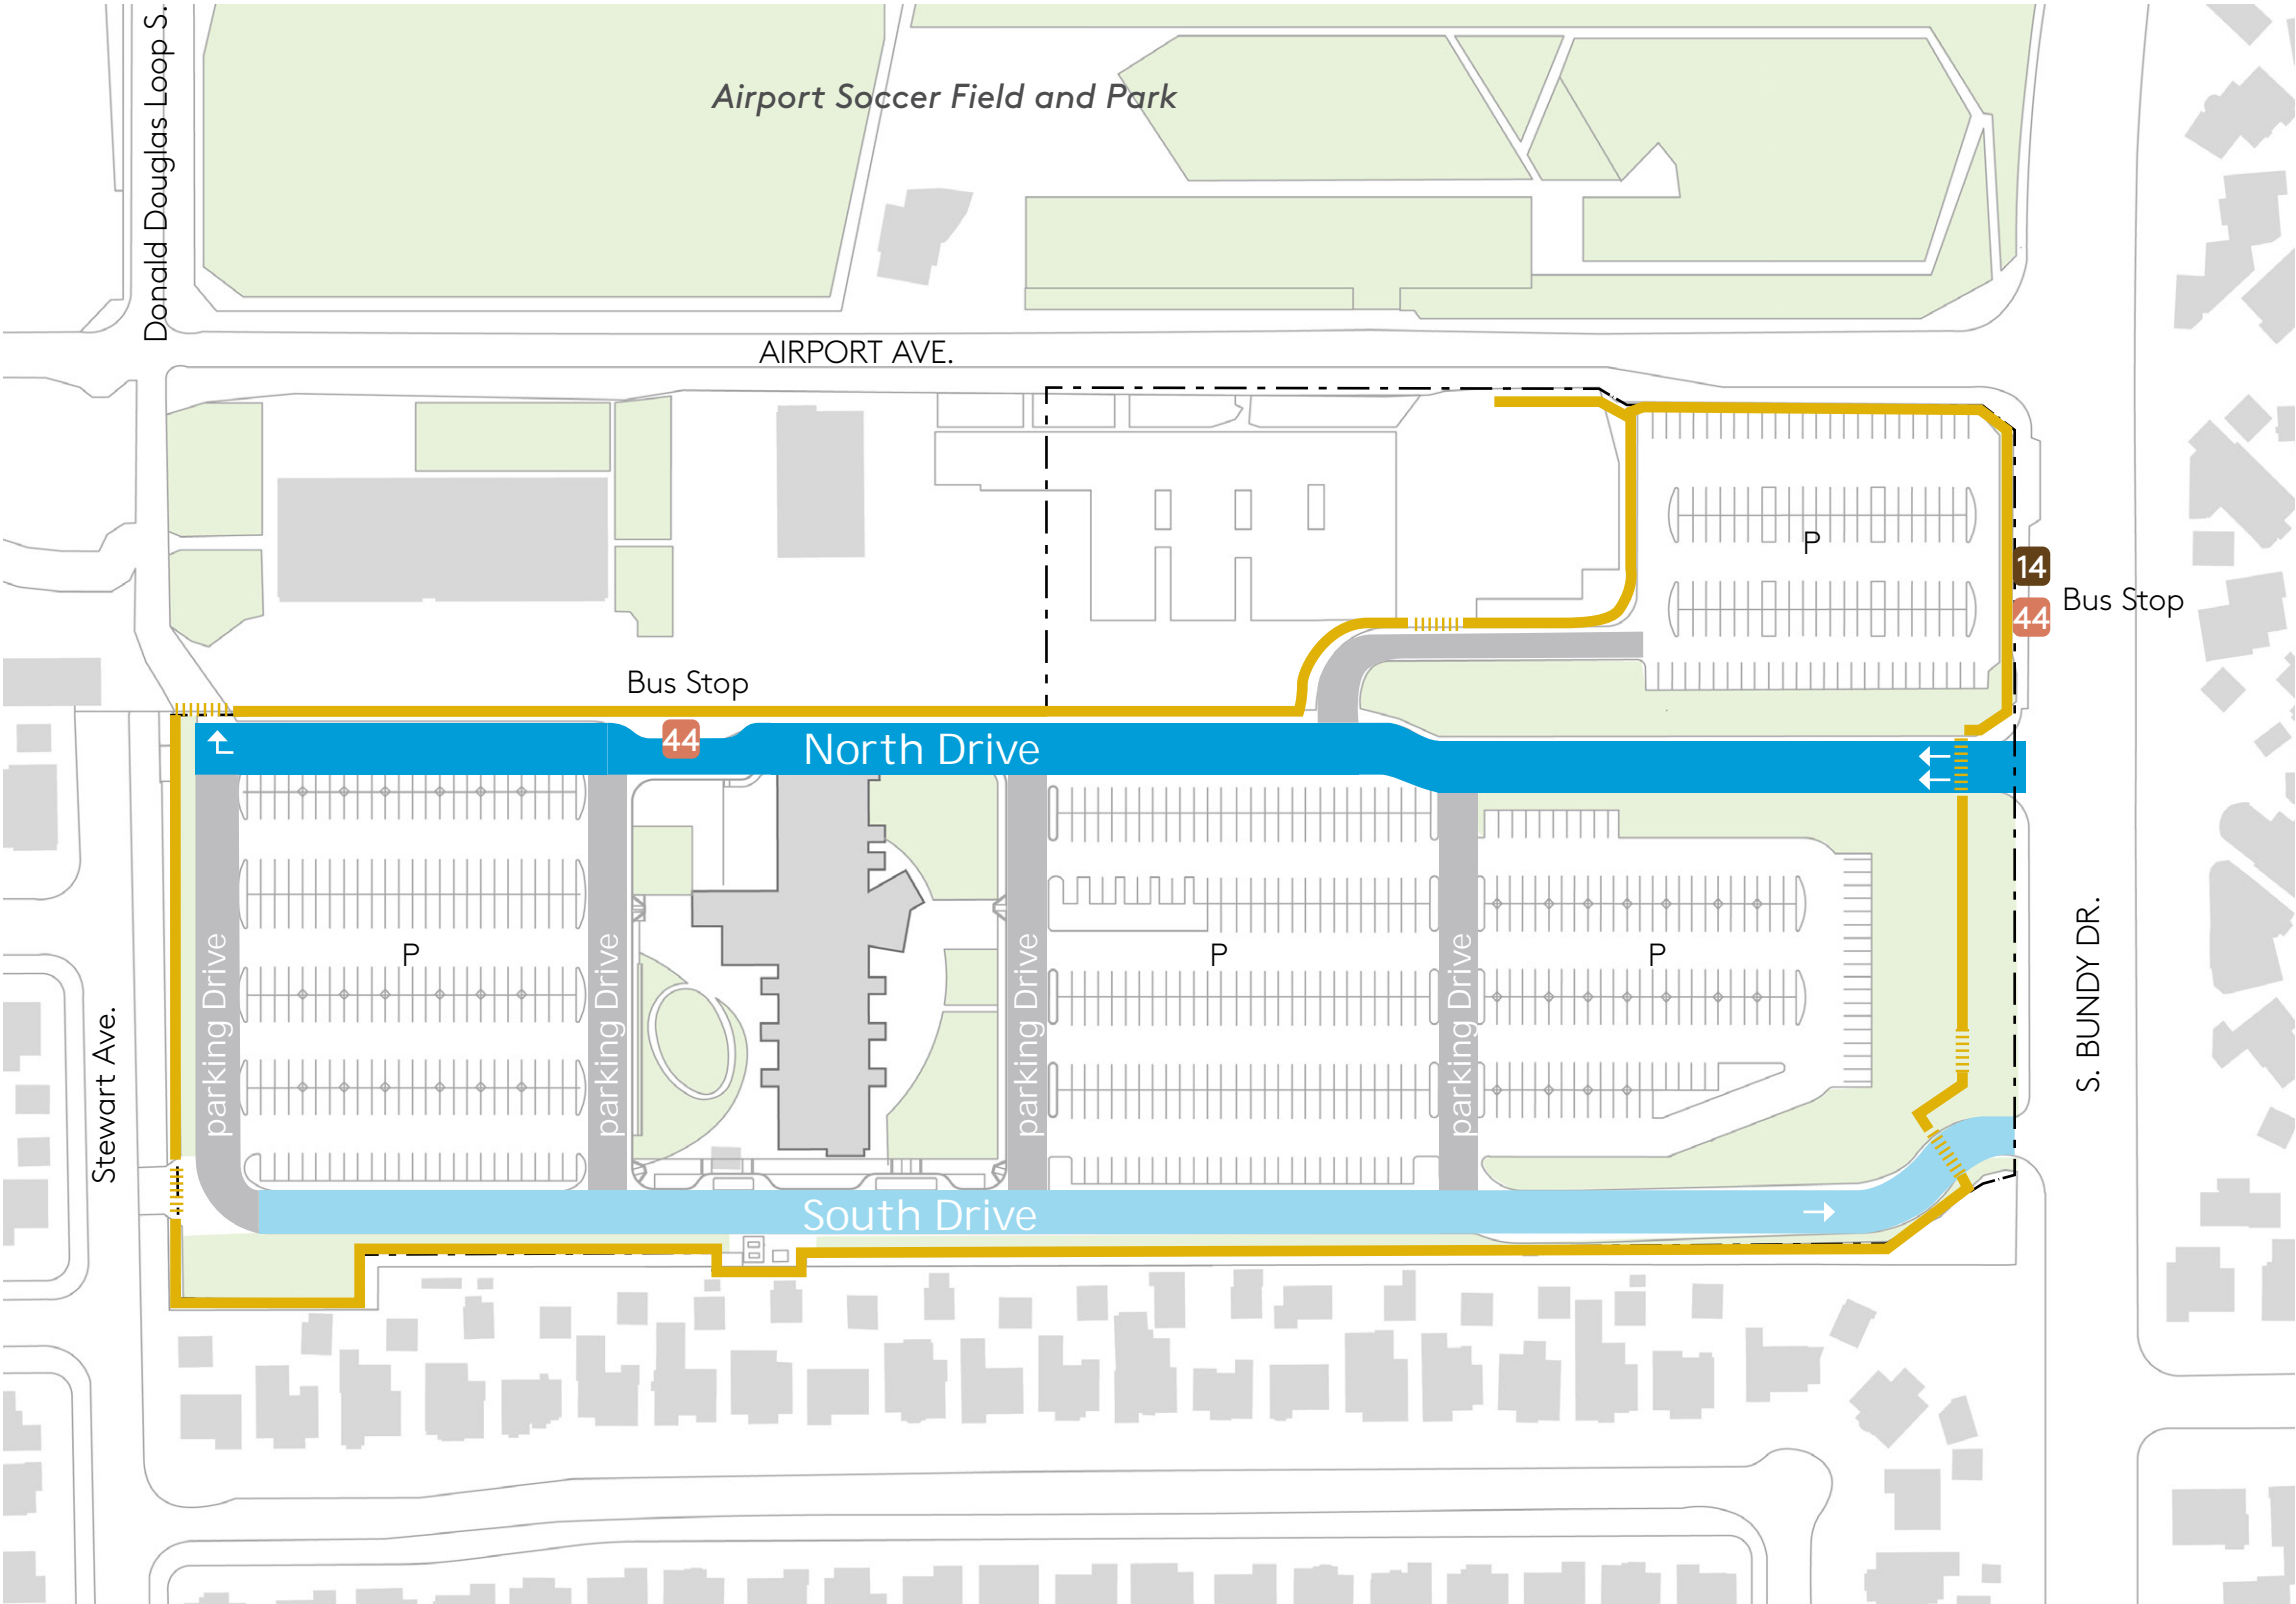 Donald Douglas Loop S.
Airport Soccer Field and Park
AIRPORT AVE.
P
14
44
Bus Stop
Bus Stop
44
North Drive
parking Drive
P
parking Drive
parking Drive
P
parking Drive
P
S. BUNDY DR.
Stewart Ave.
South Drive